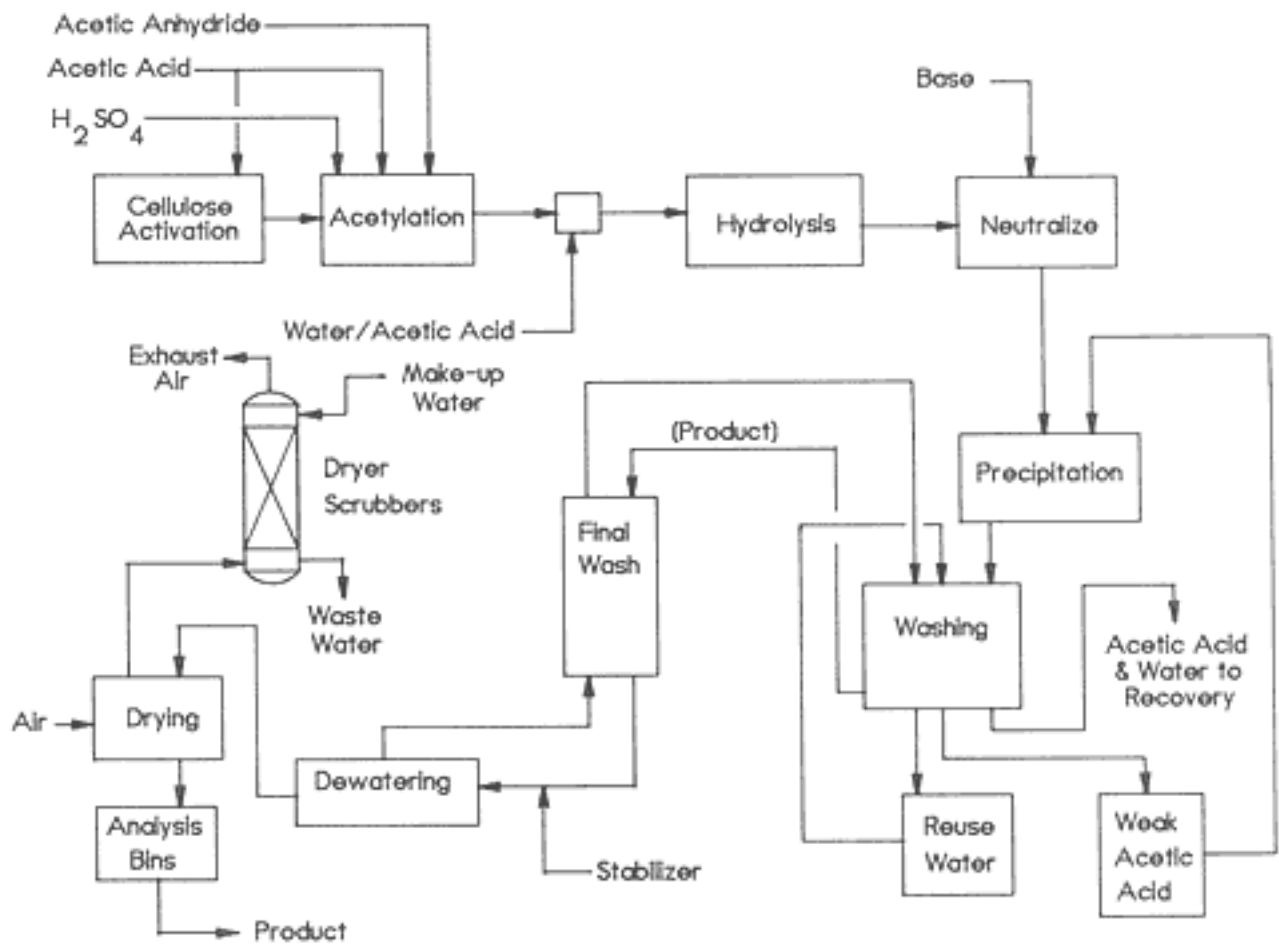 Acetic Anhydride
Acetic Acid
H2SO4
Base
Cellulose
Activation
Acetylation
Hydrolysis
Neutralize
Water/Acetic Acid
Exhaust
Air
Make-up
Water
(Product)
Precipitation
Dryer
Scrubbers
Final
Wash
Waste
Water
Washing
Acetic Acid
& Water to
Recovery
Air
Drying
Dewatering
Analysis
Bins
Reuse
Water
Weak
Acetic
Acid
Stabilizer
Product